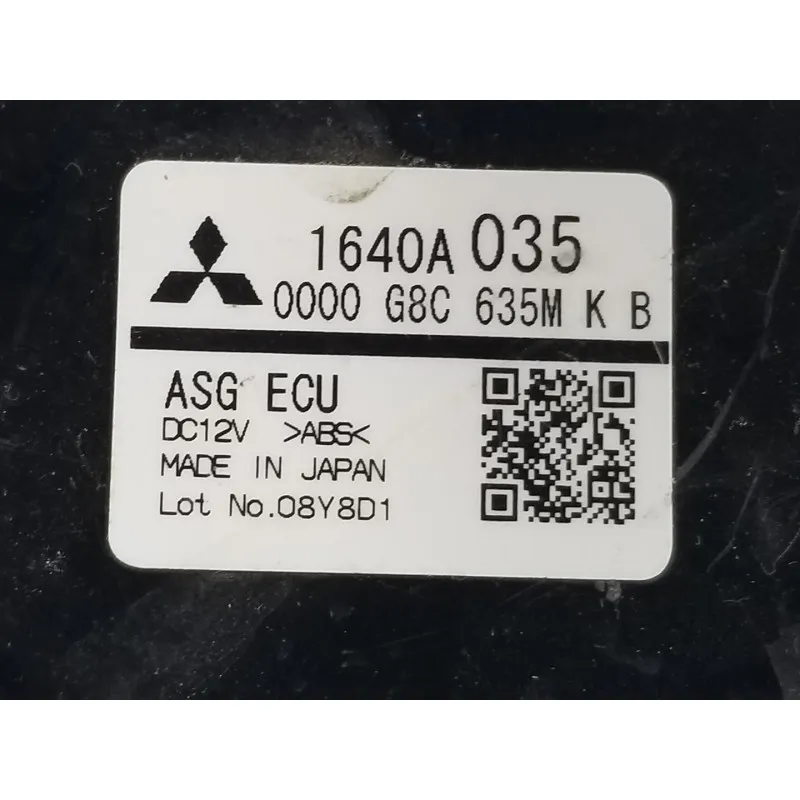 1640A 035
0000 G8C 635M K B
ASG ECU
DC12V >ABS<
MADE IN JAPAN
Lot No.08Y8D1